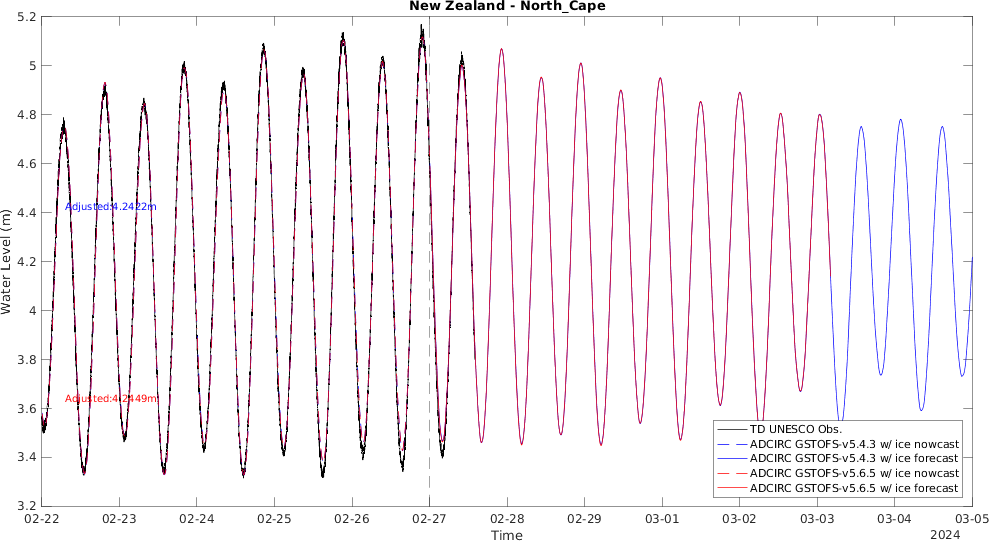 New Zealand - North_Cape
5.2
5
4.8
4.6
4.4
4.2
4
3.8
3.6
3.4
3.2
Water Level (m)
Adjusted:4.2422m
Adjusted:4.2449m
TD UNESCO Obs.
ADCIRC GSTOFS-v5.4.3 w/ ice nowcast
ADCIRC GSTOFS-v5.4.3 w/ ice forecast
ADCIRC GSTOFS-v5.6.5 w/ ice nowcast
ADCIRC GSTOFS-v5.6.5 w/ ice forecast
02-22 02-23 02-24 02-25 02-26 02-27 02-28 02-29 03-01 03-02 03-03 03-04 03-05
Time
2024